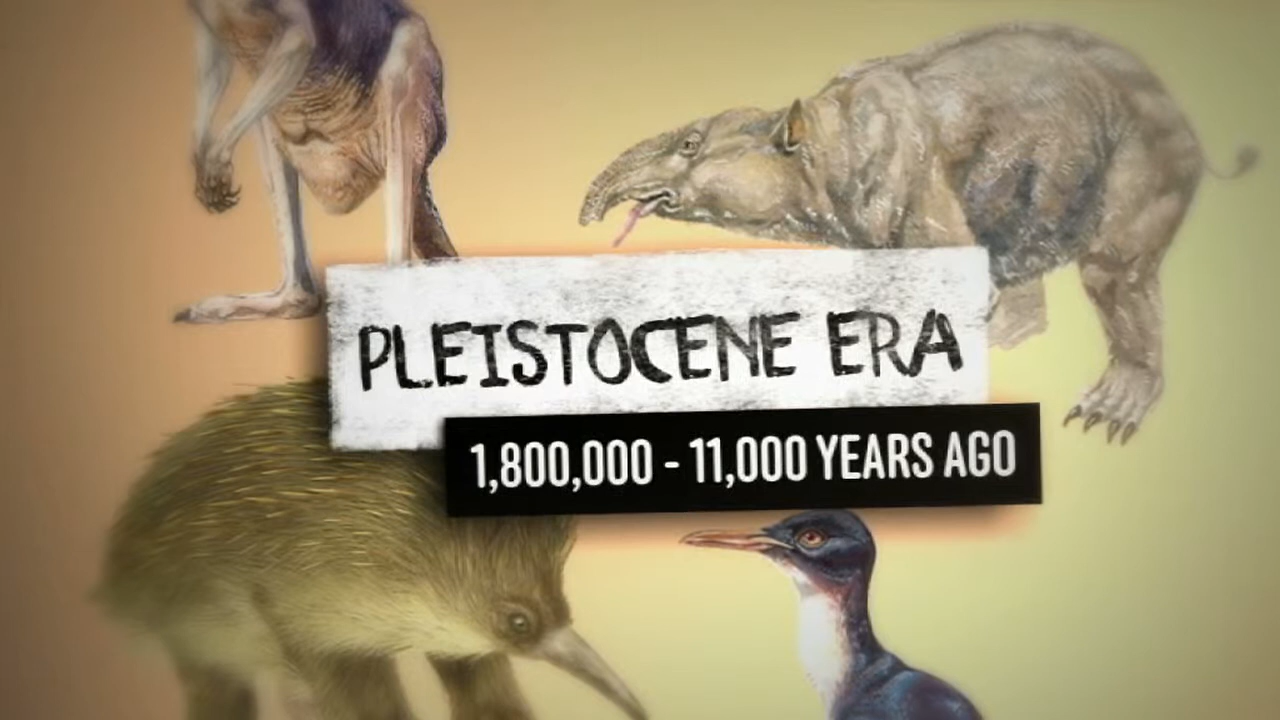 PLEISTOCENE ERA
1,800,000 - 11,000 YEARS AGO